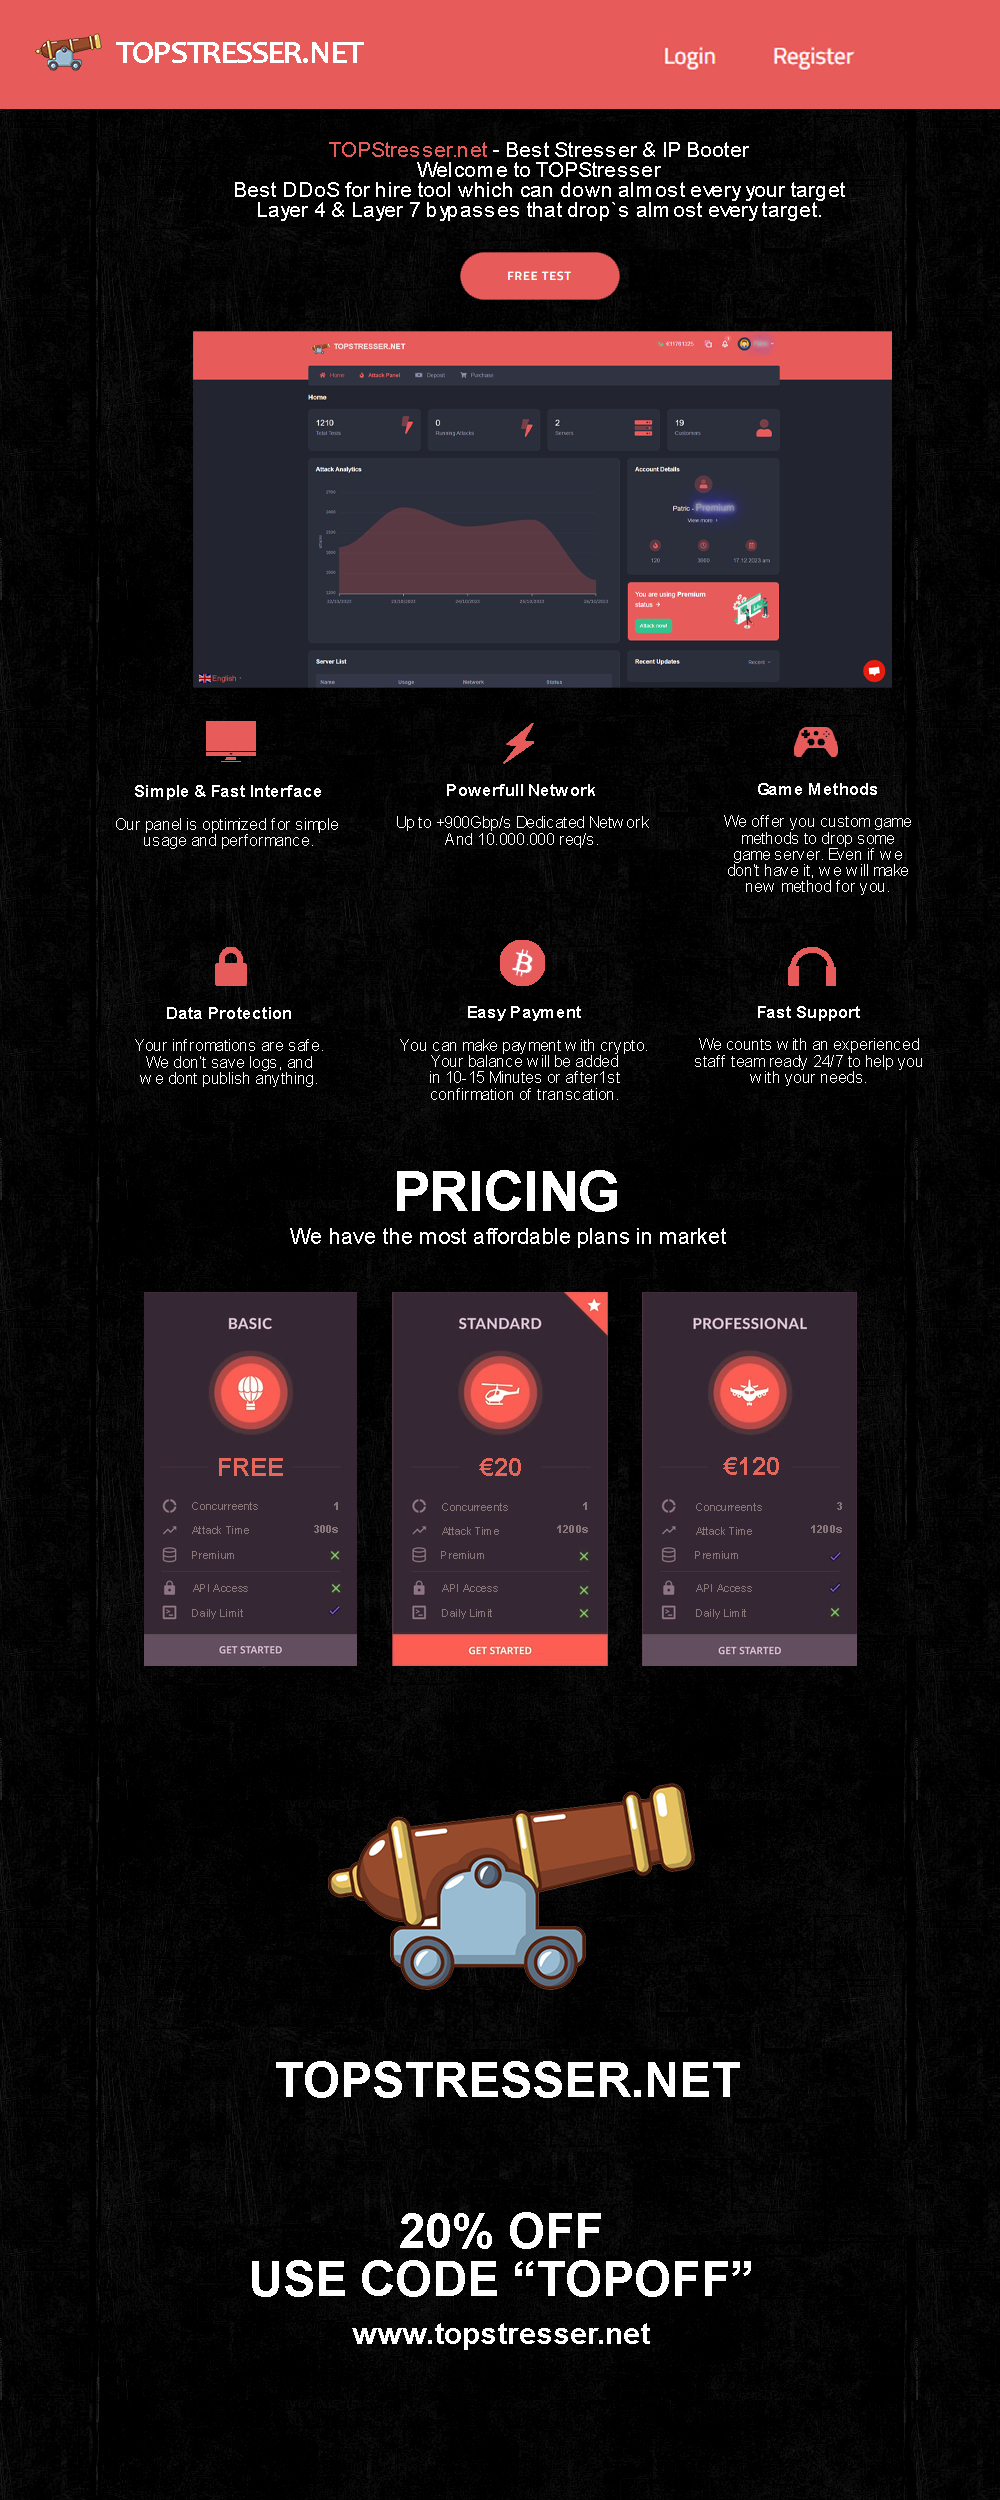 TOPSTRESSER.NET
Login
Register
TOPStresser.net - Best Stresser & IP Booter
Welcome to TOPStresser
Best DDoS for hire tool which can down almost every your target
Layer 4 & Layer 7 bypasses that drop`s almost every target.
FREE TEST
TOPSTRESSER.NET
Home
Attack Panel
Deposit
Purchase
Home
1210
Total Tests
0
Running Attacks
2
Servers
19
Customers
Attack Analytics
Account Details
Patric - Premium
View more
120
3600
17.12.2023 am
You are using Premium
status
Attack now!
Server List
Name
Usage
Network
Status
Recent Updates
Recent
English
Simple & Fast Interface
Our panel is optimized for simple
usage and performance.
Powerfull Network
Up to +900Gbp/s Dedicated Network
And 10.000.000 req/s.
Game Methods
We offer you custom game
methods to drop some
game server. Even if we
don't have it, we will make
new method for you.
Data Protection
Your infromations are safe.
We don't save logs, and
we dont publish anything.
Easy Payment
You can make payment with crypto.
Your balance will be added
in 10-15 Minutes or after1st
confirmation of transcation.
Fast Support
We counts with an experienced
staff team ready 24/7 to help you
with your needs.
PRICING
We have the most affordable plans in market
BASIC
FREE
Concurreents 1
Attack Time 300s
Premium
API Access
Daily Limit
GET STARTED
STANDARD
€20
Concurreents 1
Attack Time 1200s
Premium
API Access
Daily Limit
GET STARTED
PROFESSIONAL
€120
Concurreents 3
Attack Time 1200s
Premium
API Access
Daily Limit
GET STARTED
TOPSTRESSER.NET
20% OFF
USE CODE “TOPOFF”
www.topstresser.net